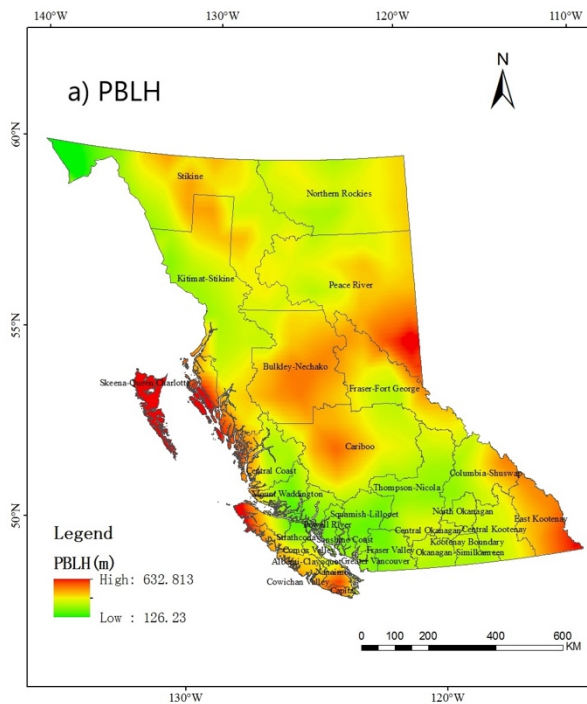 140°W
130°W
120°W
110°W
a) PBLH
N
60°N
55°N
50°N
Stikine
Northern Rockies
Kitimat-Stikine
Peace River
Bulkley-Nechako
Skeena-Queen Charlotte
Fraser-Fort George
Cariboo
Central Coast
Columbia-Shuswap
Thompson-Nicola
Mount Waddington
North Okanagan
Squamish-Lillooet
East Kootenay
Powell River
Central Okanagan
Central Kootenay
Strathcona
Sunshine Coast
Kootenay Boundary
Comox Valley
Fraser Valley
Okanagan-Similkameen
Alberni-Clayoquot
Greater Vancouver
Nanaimo
Cowichan Valley
Capital
Legend
PBLH(m)
High: 632.813
Low : 126.23
0
100
200
400
600
KM
130°W
120°W